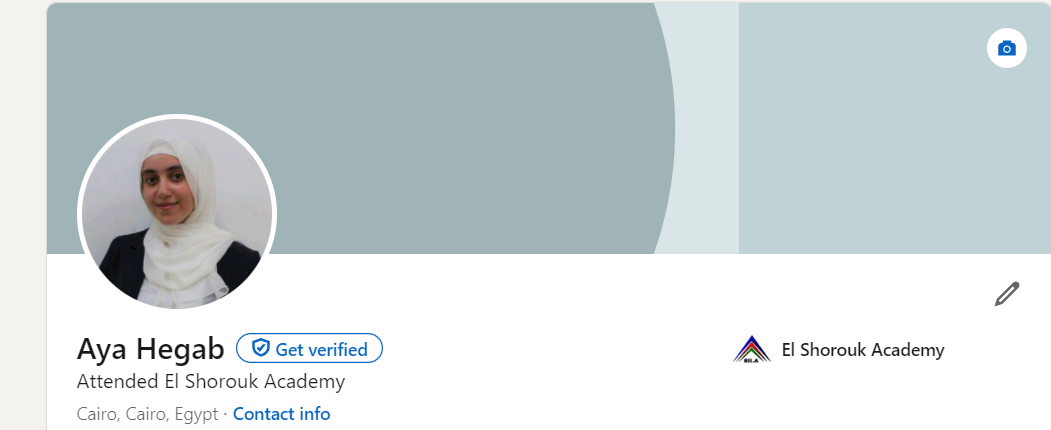 Aya Hegab Get verified
El Shorouk Academy
Attended El Shorouk Academy
Cairo, Cairo, Egypt · Contact info